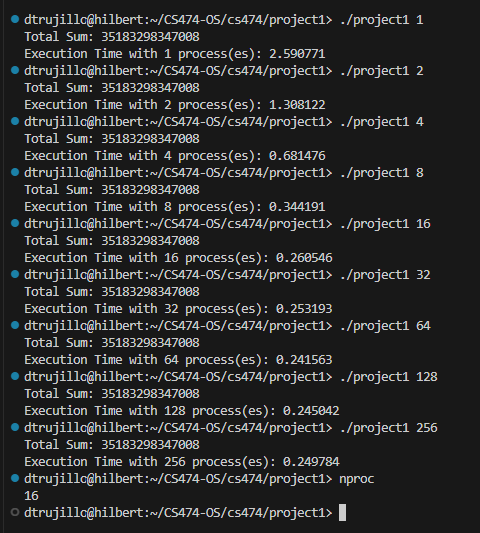 dtrujillo@hilbert:~/CS474-OS/cs474/project1> ./project1 1
Total Sum: 35183298347008
Execution Time with 1 process(es): 2.590771
dtrujillo@hilbert:~/CS474-OS/cs474/project1> ./project1 2
Total Sum: 35183298347008
Execution Time with 2 process(es): 1.308122
dtrujillo@hilbert:~/CS474-OS/cs474/project1> ./project1 4
Total Sum: 35183298347008
Execution Time with 4 process(es): 0.681476
dtrujillo@hilbert:~/CS474-OS/cs474/project1> ./project1 8
Total Sum: 35183298347008
Execution Time with 8 process(es): 0.344191
dtrujillo@hilbert:~/CS474-OS/cs474/project1> ./project1 16
Total Sum: 35183298347008
Execution Time with 16 process(es): 0.260546
dtrujillo@hilbert:~/CS474-OS/cs474/project1> ./project1 32
Total Sum: 35183298347008
Execution Time with 32 process(es): 0.253193
dtrujillo@hilbert:~/CS474-OS/cs474/project1> ./project1 64
Total Sum: 35183298347008
Execution Time with 64 process(es): 0.241563
dtrujillo@hilbert:~/CS474-OS/cs474/project1> ./project1 128
Total Sum: 35183298347008
Execution Time with 128 process(es): 0.245042
dtrujillo@hilbert:~/CS474-OS/cs474/project1> ./project1 256
Total Sum: 35183298347008
Execution Time with 256 process(es): 0.249784
dtrujillo@hilbert:~/CS474-OS/cs474/project1> nproc
16
dtrujillo@hilbert:~/CS474-OS/cs474/project1>